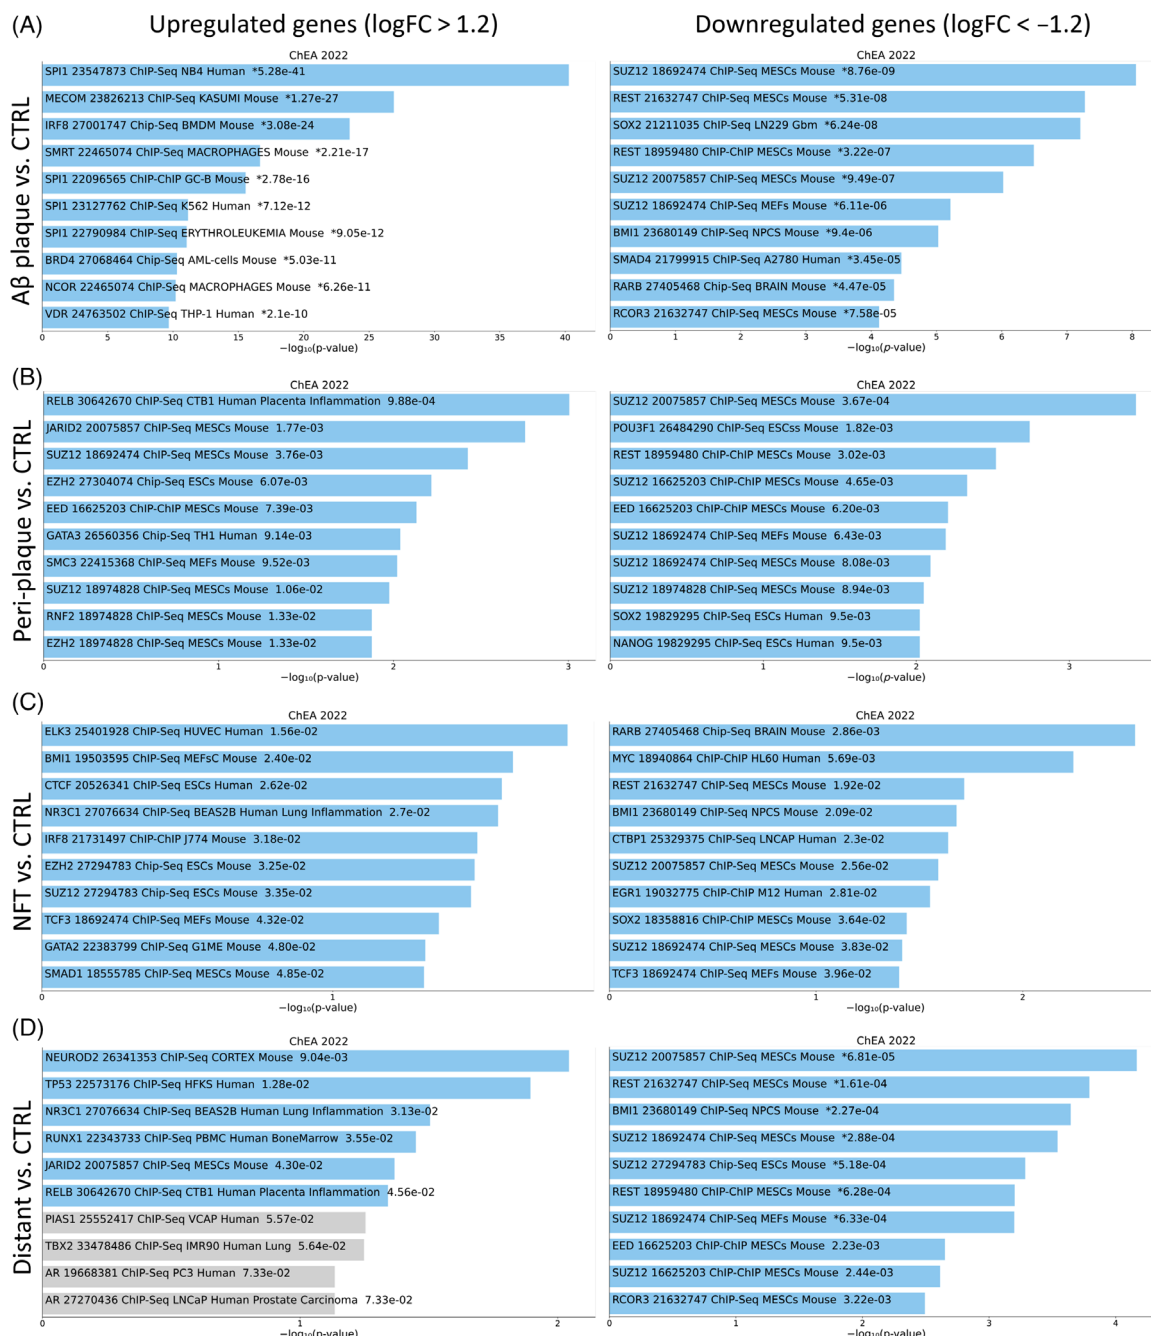 (A) Upregulated genes (logFC > 1.2) Downregulated genes (logFC < −1.2)
Aβ plaque vs. CTRL
ChEA 2022
SPI1 23547873 ChIP-Seq NB4 Human *5.28e-41
MECOM 23826213 ChIP-Seq KASUMI Mouse *1.27e-27
IRF8 27001747 Chip-Seq BMDM Mouse *3.08e-24
SMRT 22465074 ChIP-Seq MACROPHAGES Mouse *2.21e-17
SPI1 22096565 ChIP-ChIP GC-B Mouse *2.78e-16
SPI1 23127762 ChIP-Seq K562 Human *7.12e-12
SPI1 22790984 ChIP-Seq ERYTHROLEUKEMIA Mouse *9.05e-12
BRD4 27068464 Chip-Seq AML-cells Mouse *5.03e-11
NCOR 22465074 ChIP-Seq MACROPHAGES Mouse *6.26e-11
VDR 24763502 ChIP-Seq THP-1 Human *2.1e-10
0 5 10 15 20 25 30 35 40
−log₁₀(p-value)
ChEA 2022
SUZ12 18692474 ChIP-Seq MESCs Mouse *8.76e-09
REST 21632747 ChIP-Seq MESCs Mouse *5.31e-08
SOX2 21211035 ChIP-Seq LN229 Gbm *6.24e-08
REST 18959480 ChIP-ChIP MESCs Mouse *3.22e-07
SUZ12 20075857 ChIP-Seq MESCs Mouse *9.49e-07
SUZ12 18692474 ChIP-Seq MEFs Mouse *6.11e-06
BMI1 23680149 ChIP-Seq NPCS Mouse *9.4e-06
SMAD4 21799915 ChIP-Seq A2780 Human *3.45e-05
RARB 27405468 Chip-Seq BRAIN Mouse *4.47e-05
RCOR3 21632747 ChIP-Seq MESCs Mouse *7.58e-05
0 1 2 3 4 5 6 7 8
−log₁₀(p-value)
(B)
Peri-plaque vs. CTRL
ChEA 2022
RELB 30642670 ChIP-Seq CTB1 Human Placenta Inflammation 9.88e-04
JARID2 20075857 ChIP-Seq MESCs Mouse 1.77e-03
SUZ12 18692474 ChIP-Seq MESCs Mouse 3.76e-03
EZH2 27304074 Chip-Seq ESCs Mouse 6.07e-03
EED 16625203 ChIP-ChIP MESCs Mouse 7.39e-03
GATA3 26560356 Chip-Seq TH1 Human 9.14e-03
SMC3 22415368 ChIP-Seq MEFs Mouse 9.52e-03
SUZ12 18974828 ChIP-Seq MESCs Mouse 1.06e-02
RNF2 18974828 ChIP-Seq MESCs Mouse 1.33e-02
EZH2 18974828 ChIP-Seq MESCs Mouse 1.33e-02
0 1 2 3
−log₁₀(p-value)
ChEA 2022
SUZ12 20075857 ChIP-Seq MESCs Mouse 3.67e-04
POU3F1 26484290 ChIP-Seq ESCss Mouse 1.82e-03
REST 18959480 ChIP-ChIP MESCs Mouse 3.02e-03
SUZ12 16625203 ChIP-ChIP MESCs Mouse 4.65e-03
EED 16625203 ChIP-ChIP MESCs Mouse 6.20e-03
SUZ12 18692474 ChIP-Seq MEFs Mouse 6.43e-03
SUZ12 18692474 ChIP-Seq MESCs Mouse 8.08e-03
SUZ12 18974828 ChIP-Seq MESCs Mouse 8.94e-03
SOX2 19829295 ChIP-Seq ESCs Human 9.5e-03
NANOG 19829295 ChIP-Seq ESCs Human 9.5e-03
0 1 2 3
−log₁₀(p-value)
(C)
NFT vs. CTRL
ChEA 2022
ELK3 25401928 ChIP-Seq HUVEC Human 1.56e-02
BMI1 19503595 ChIP-Seq MEFsC Mouse 2.40e-02
CTCF 20526341 ChIP-Seq ESCs Human 2.62e-02
NR3C1 27076634 ChIP-Seq BEAS2B Human Lung Inflammation 2.7e-02
IRF8 21731497 ChIP-ChIP J774 Mouse 3.18e-02
EZH2 27294783 Chip-Seq ESCs Mouse 3.25e-02
SUZ12 27294783 Chip-Seq ESCs Mouse 3.35e-02
TCF3 18692474 ChIP-Seq MEFs Mouse 4.32e-02
GATA2 22383799 ChIP-Seq G1ME Mouse 4.80e-02
SMAD1 18555785 ChIP-Seq MESCs Mouse 4.85e-02
0 1
−log₁₀(p-value)
ChEA 2022
RARB 27405468 Chip-Seq BRAIN Mouse 2.86e-03
MYC 18940864 ChIP-ChIP HL60 Human 5.69e-03
REST 21632747 ChIP-Seq MESCs Mouse 1.92e-02
BMI1 23680149 ChIP-Seq NPCS Mouse 2.09e-02
CTBP1 25329375 ChIP-Seq LNCAP Human 2.3e-02
SUZ12 20075857 ChIP-Seq MESCs Mouse 2.56e-02
EGR1 19032775 ChIP-ChIP M12 Human 2.81e-02
SOX2 18358816 ChIP-ChIP MESCs Mouse 3.64e-02
SUZ12 18692474 ChIP-Seq MESCs Mouse 3.83e-02
TCF3 18692474 ChIP-Seq MEFs Mouse 3.96e-02
0 1 2
−log₁₀(p-value)
(D)
Distant vs. CTRL
ChEA 2022
NEUROD2 26341353 ChIP-Seq CORTEX Mouse 9.04e-03
TP53 22573176 ChIP-Seq HFKS Human 1.28e-02
NR3C1 27076634 ChIP-Seq BEAS2B Human Lung Inflammation 3.13e-02
RUNX1 22343733 ChIP-Seq PBMC Human BoneMarrow 3.55e-02
JARID2 20075857 ChIP-Seq MESCs Mouse 4.30e-02
RELB 30642670 ChIP-Seq CTB1 Human Placenta Inflammation 4.56e-02
PIAS1 25552417 ChIP-Seq VCAP Human 5.57e-02
TBX2 33478486 ChIP-Seq IMR90 Human Lung 5.64e-02
AR 19668381 ChIP-Seq PC3 Human 7.33e-02
AR 27270436 ChIP-Seq LNCaP Human Prostate Carcinoma 7.33e-02
0 1 2
−log₁₀(p-value)
ChEA 2022
SUZ12 20075857 ChIP-Seq MESCs Mouse *6.81e-05
REST 21632747 ChIP-Seq MESCs Mouse *1.61e-04
BMI1 23680149 ChIP-Seq NPCS Mouse *2.27e-04
SUZ12 18692474 ChIP-Seq MESCs Mouse *2.88e-04
SUZ12 27294783 Chip-Seq ESCs Mouse *5.18e-04
REST 18959480 ChIP-ChIP MESCs Mouse *6.28e-04
SUZ12 18692474 ChIP-Seq MEFs Mouse *6.33e-04
EED 16625203 ChIP-ChIP MESCs Mouse 2.23e-03
SUZ12 16625203 ChIP-ChIP MESCs Mouse 2.44e-03
RCOR3 21632747 ChIP-Seq MESCs Mouse 3.22e-03
0 1 2 3 4
−log₁₀(p-value)